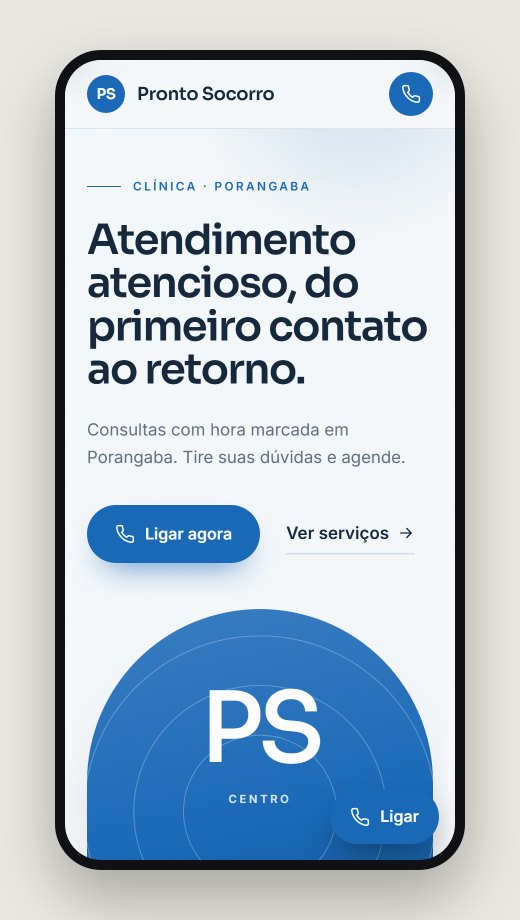 PS
Pronto Socorro
CLÍNICA · PORANGABA
Atendimento
atencioso, do
primeiro contato
ao retorno.
Consultas com hora marcada em
Porangaba. Tire suas dúvidas e agende.
Ligar agora
Ver serviços →
PS
CENTRO
Ligar